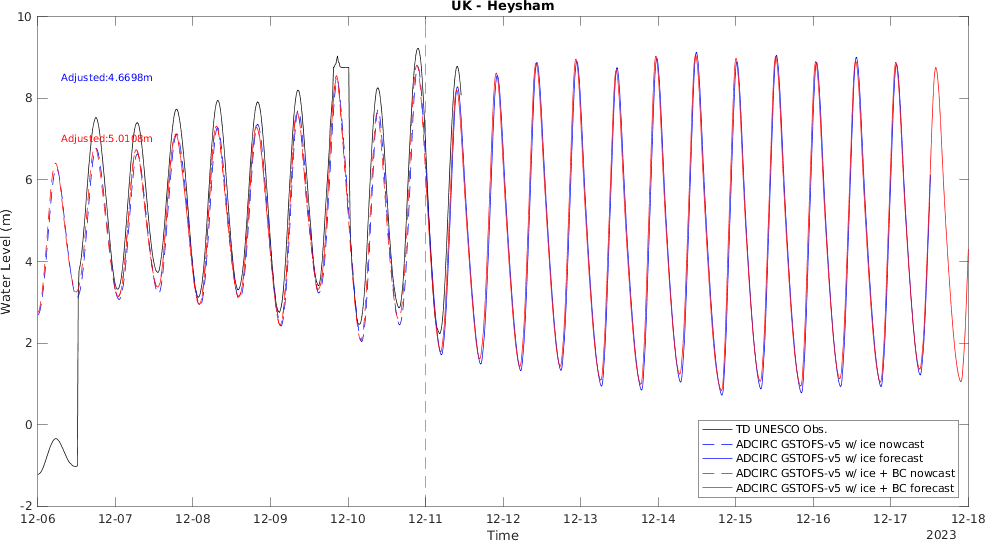 UK - Heysham
10
8
6
4
2
0
-2
Water Level (m)
Adjusted:4.6698m
Adjusted:5.0108m
TD UNESCO Obs.
ADCIRC GSTOFS-v5 w/ ice nowcast
ADCIRC GSTOFS-v5 w/ ice forecast
ADCIRC GSTOFS-v5 w/ ice + BC nowcast
ADCIRC GSTOFS-v5 w/ ice + BC forecast
12-06 12-07 12-08 12-09 12-10 12-11 12-12 12-13 12-14 12-15 12-16 12-17 12-18
Time
2023